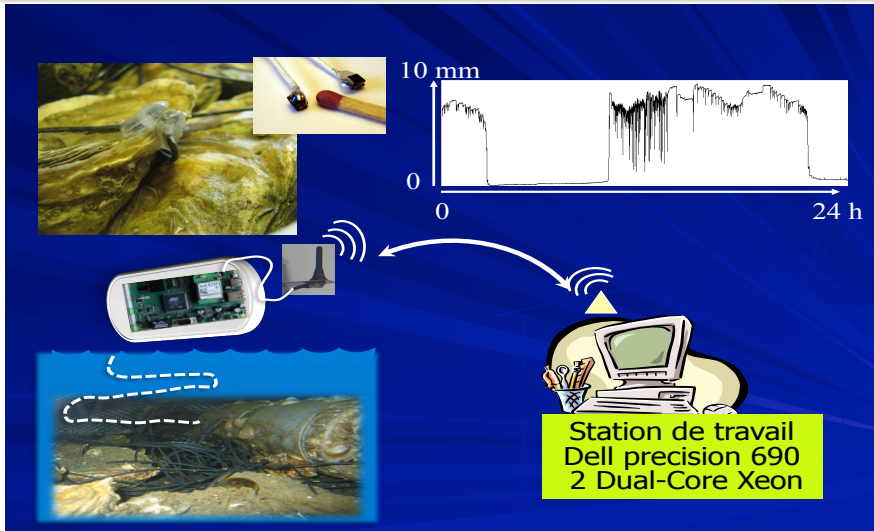 10 mm
0
0
24 h
Station de travail
Dell precision 690
2 Dual-Core Xeon